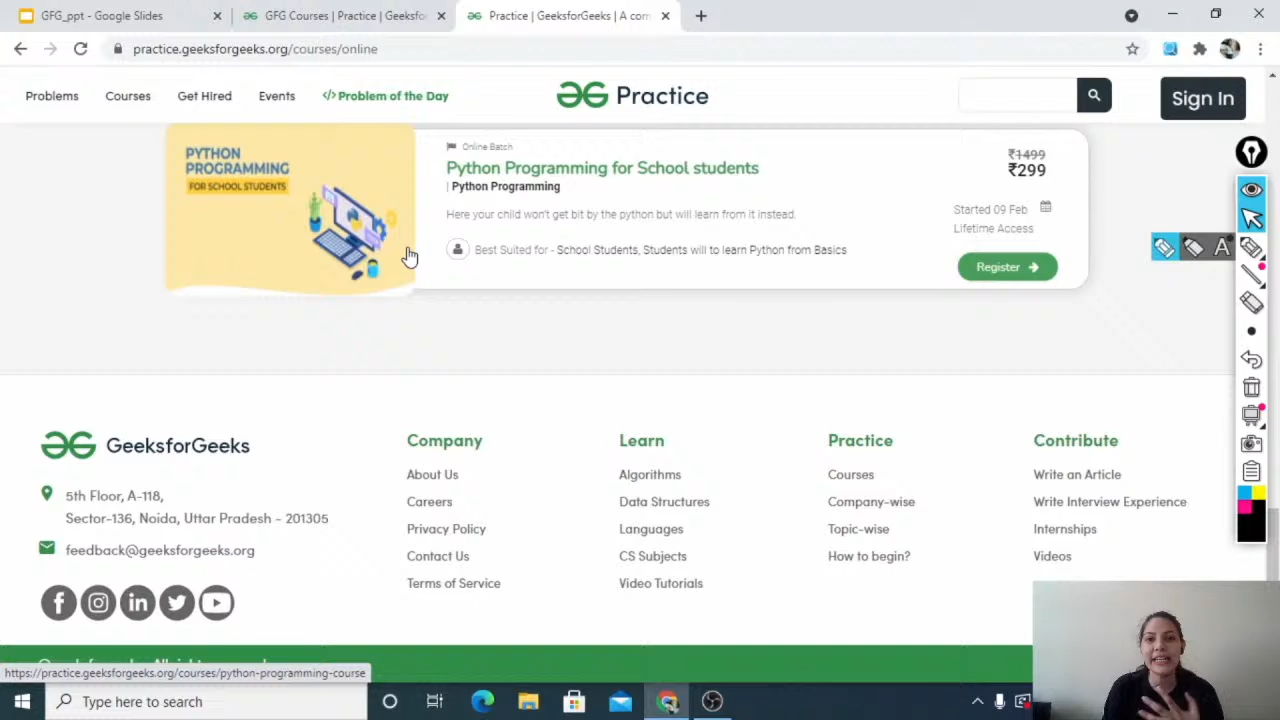 GFG_ppt - Google Slides
GFG Courses | Practice | Geeksfo
Practice | GeeksforGeeks | A com
practice.geeksforgeeks.org/courses/online
Problems
Courses
Get Hired
Events
</>Problem of the Day
Practice
Sign In
PYTHON
PROGRAMMING
FOR SCHOOL STUDENTS
Online Batch
Python Programming for School students
| Python Programming
Here your child won't get bit by the python but will learn from it instead.
Best Suited for - School Students, Students will to learn Python from Basics
₹1499
₹299
Started 09 Feb
Lifetime Access
Register
A
GeeksforGeeks
5th Floor, A-118,
Sector-136, Noida, Uttar Pradesh - 201305
feedback@geeksforgeeks.org
Company
About Us
Careers
Privacy Policy
Contact Us
Terms of Service
Learn
Algorithms
Data Structures
Languages
CS Subjects
Video Tutorials
Practice
Courses
Company-wise
Topic-wise
How to begin?
Contribute
Write an Article
Write Interview Experience
Internships
Videos
https://practice.geeksforgeeks.org/courses/python-programming-course
Type here to search